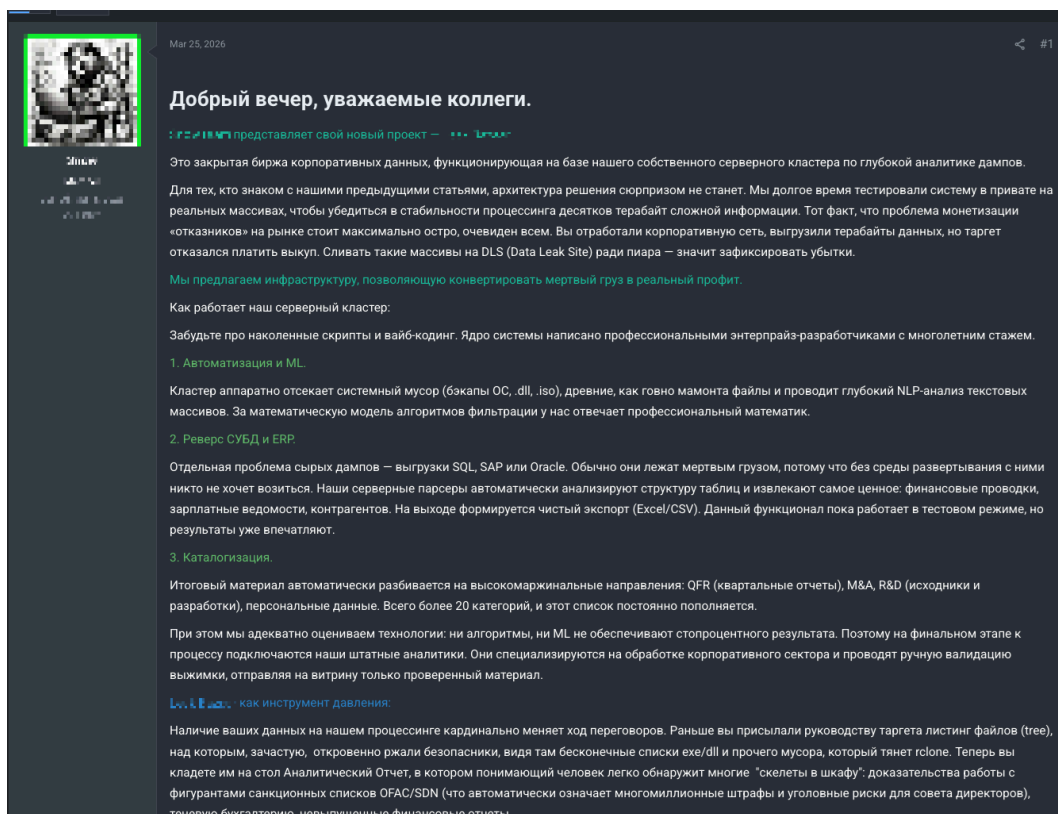 Mar 25, 2026
#1
Добрый вечер, уважаемые коллеги.
представляет свой новый проект —
Это закрытая биржа корпоративных данных, функционирующая на базе нашего собственного серверного кластера по глубокой аналитике дампов.
Для тех, кто знаком с нашими предыдущими статьями, архитектура решения сюрпризом не станет. Мы долгое время тестировали систему в привате на
реальных массивах, чтобы убедиться в стабильности процессинга десятков терабайт сложной информации. Тот факт, что проблема монетизации
«отказников» на рынке стоит максимально остро, очевиден всем. Вы отработали корпоративную сеть, выгрузили терабайты данных, но таргет
отказался платить выкуп. Сливать такие массивы на DLS (Data Leak Site) ради пиара — значит зафиксировать убытки.
Мы предлагаем инфраструктуру, позволяющую конвертировать мертвый груз в реальный профит.
Как работает наш серверный кластер:
Забудьте про наколенные скрипты и вайб-кодинг. Ядро системы написано профессиональными энтерпрайз-разработчиками с многолетним стажем.
1. Автоматизация и ML.
Кластер аппаратно отсекает системный мусор (бэкапы ОС, .dll, .iso), древние, как говно мамонта файлы и проводит глубокий NLP-анализ текстовых
массивов. За математическую модель алгоритмов фильтрации у нас отвечает профессиональный математик.
2. Реверс СУБД и ERP.
Отдельная проблема сырых дампов — выгрузки SQL, SAP или Oracle. Обычно они лежат мертвым грузом, потому что без среды развертывания с ними
никто не хочет возиться. Наши серверные парсеры автоматически анализируют структуру таблиц и извлекают самое ценное: финансовые проводки,
зарплатные ведомости, контрагентов. На выходе формируется чистый экспорт (Excel/CSV). Данный функционал пока работает в тестовом режиме, но
результаты уже впечатляют.
3. Каталогизация.
Итоговый материал автоматически разбивается на высокомаржинальные направления: QFR (квартальные отчеты), M&A, R&D (исходники и
разработки), персональные данные. Всего более 20 категорий, и этот список постоянно пополняется.
При этом мы адекватно оцениваем технологии: ни алгоритмы, ни ML не обеспечивают стопроцентного результата. Поэтому на финальном этапе к
процессу подключаются наши штатные аналитики. Они специализируются на обработке корпоративного сектора и проводят ручную валидацию
выжимки, отправляя на витрину только проверенный материал.
как инструмент давления:
Наличие ваших данных на нашем процессинге кардинально меняет ход переговоров. Раньше вы присылали руководству таргета листинг файлов (tree),
над которым, зачастую, откровенно ржали безопасники, видя там бесконечные списки exe/dll и прочего мусора, который тянет rclone. Теперь вы
кладете им на стол Аналитический Отчет, в котором понимающий человек легко обнаружит многие "скелеты в шкафу": доказательства работы с
фигурантами санкционных списков OFAC/SDN (что автоматически означает многомиллионные штрафы и уголовные риски для совета директоров),
теневую бухгалтерию, невыпущенные финансовые отчеты